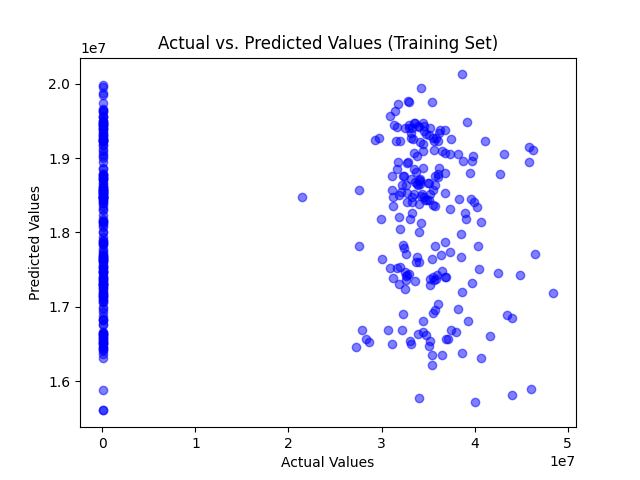 Actual vs. Predicted Values (Training Set)
1e7
2.0
1.9
1.8
1.7
1.6
Predicted Values
0 1 2 3 4 5
1e7
Actual Values